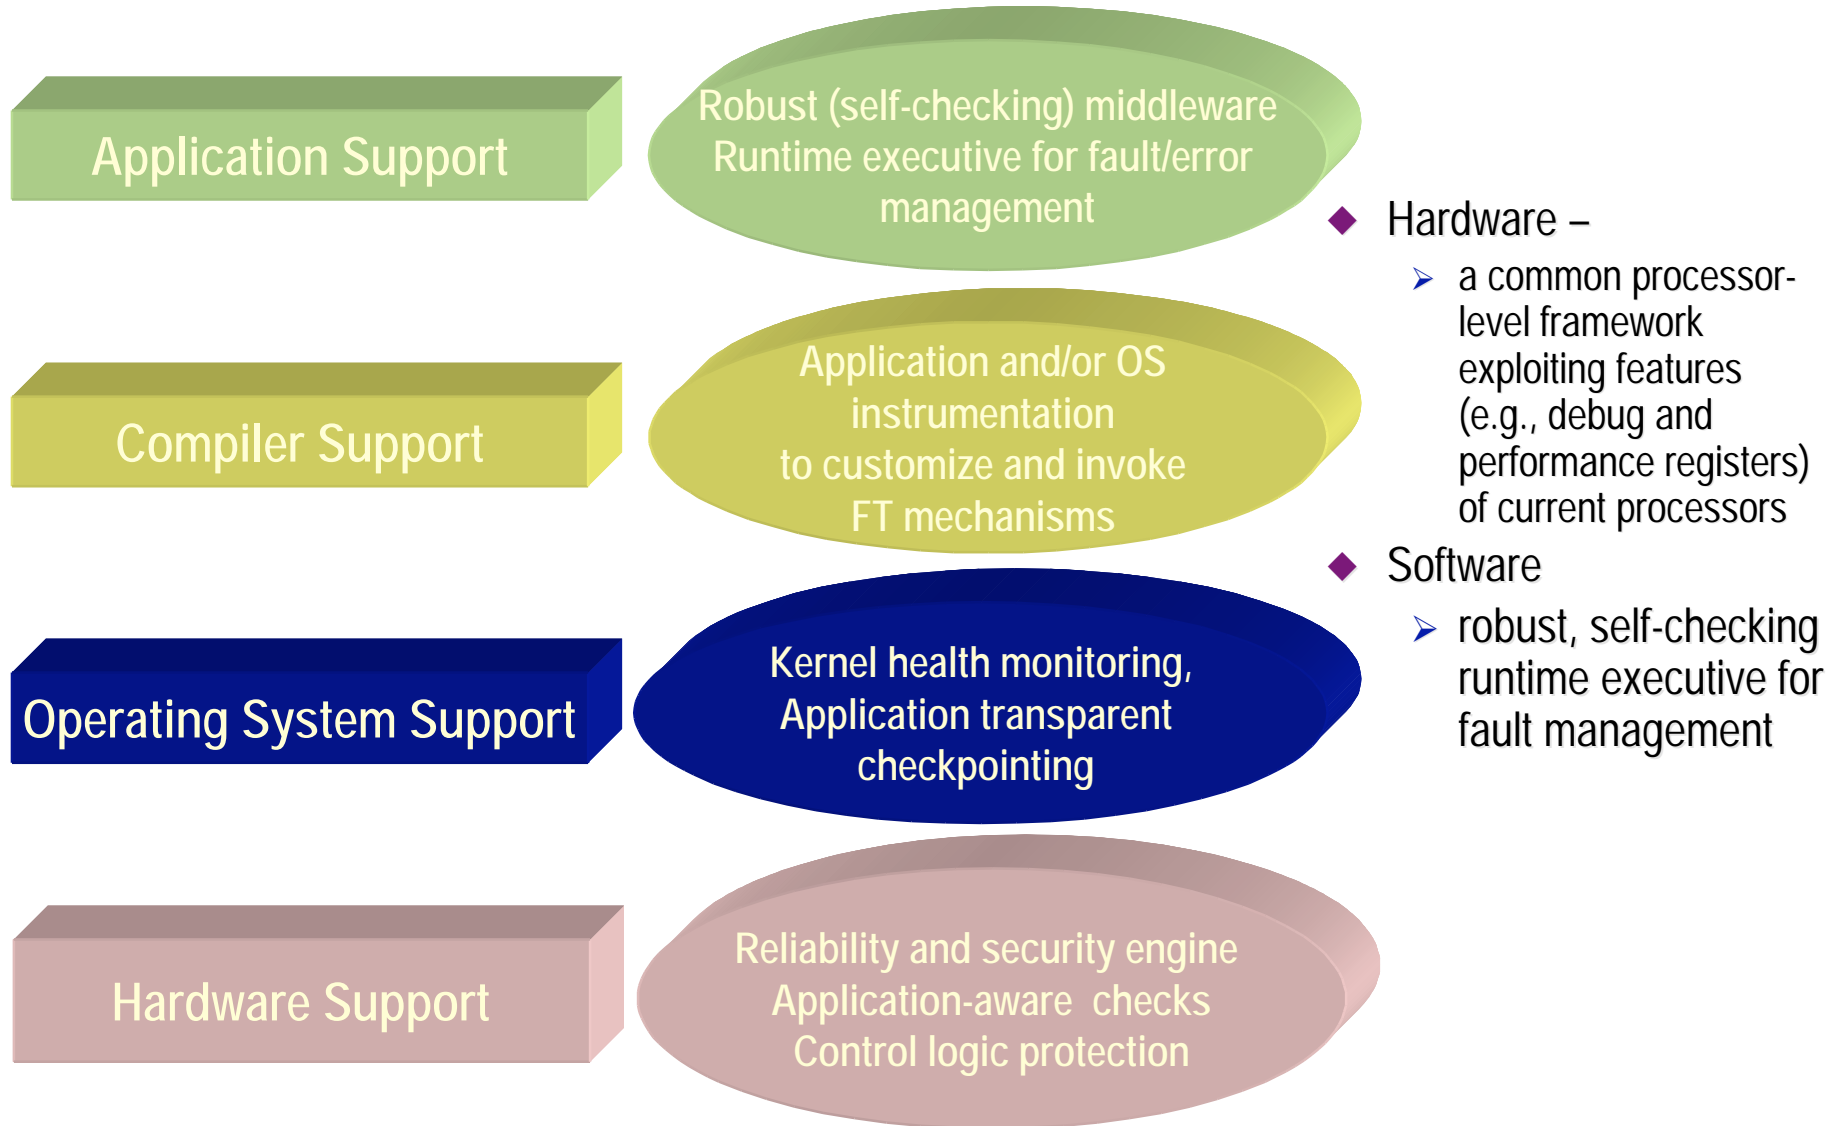 Application Support
Robust (self-checking) middleware
Runtime executive for fault/error
management
Compiler Support
Application and/or OS
instrumentation
to customize and invoke
FT mechanisms
Operating System Support
Kernel health monitoring,
Application transparent
checkpointing
Hardware Support
Reliability and security engine
Application-aware checks
Control logic protection
Hardware –
a common processor-
level framework
exploiting features
(e.g., debug and
performance registers)
of current processors
Software
robust, self-checking
runtime executive for
fault management